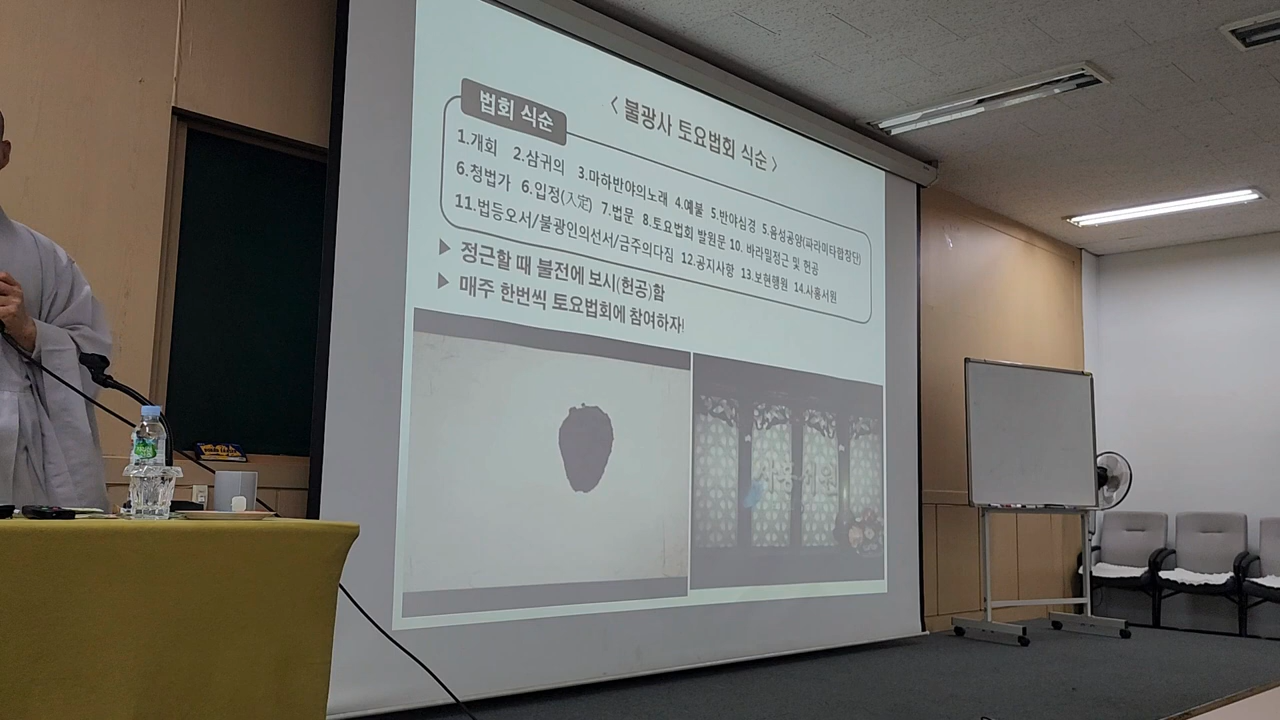 < 불광사 토요법회 식순 >
법회 식순
1.개회 2.삼귀의 3.마하반야의노래 4.예불 5.반야심경 5.음성공양(파라미타합창단)
6.청법가 6.입정(入定) 7.법문 8.토요법회 발원문 10. 바라밀정근 및 헌공
11.법등오서/불광인의선서/금주의다짐 12.공지사항 13.보현행원 14.사홍서원
▶ 정근할 때 불전에 보시(헌공)함
▶ 매주 한번씩 토요법회에 참여하자!
사홍서원